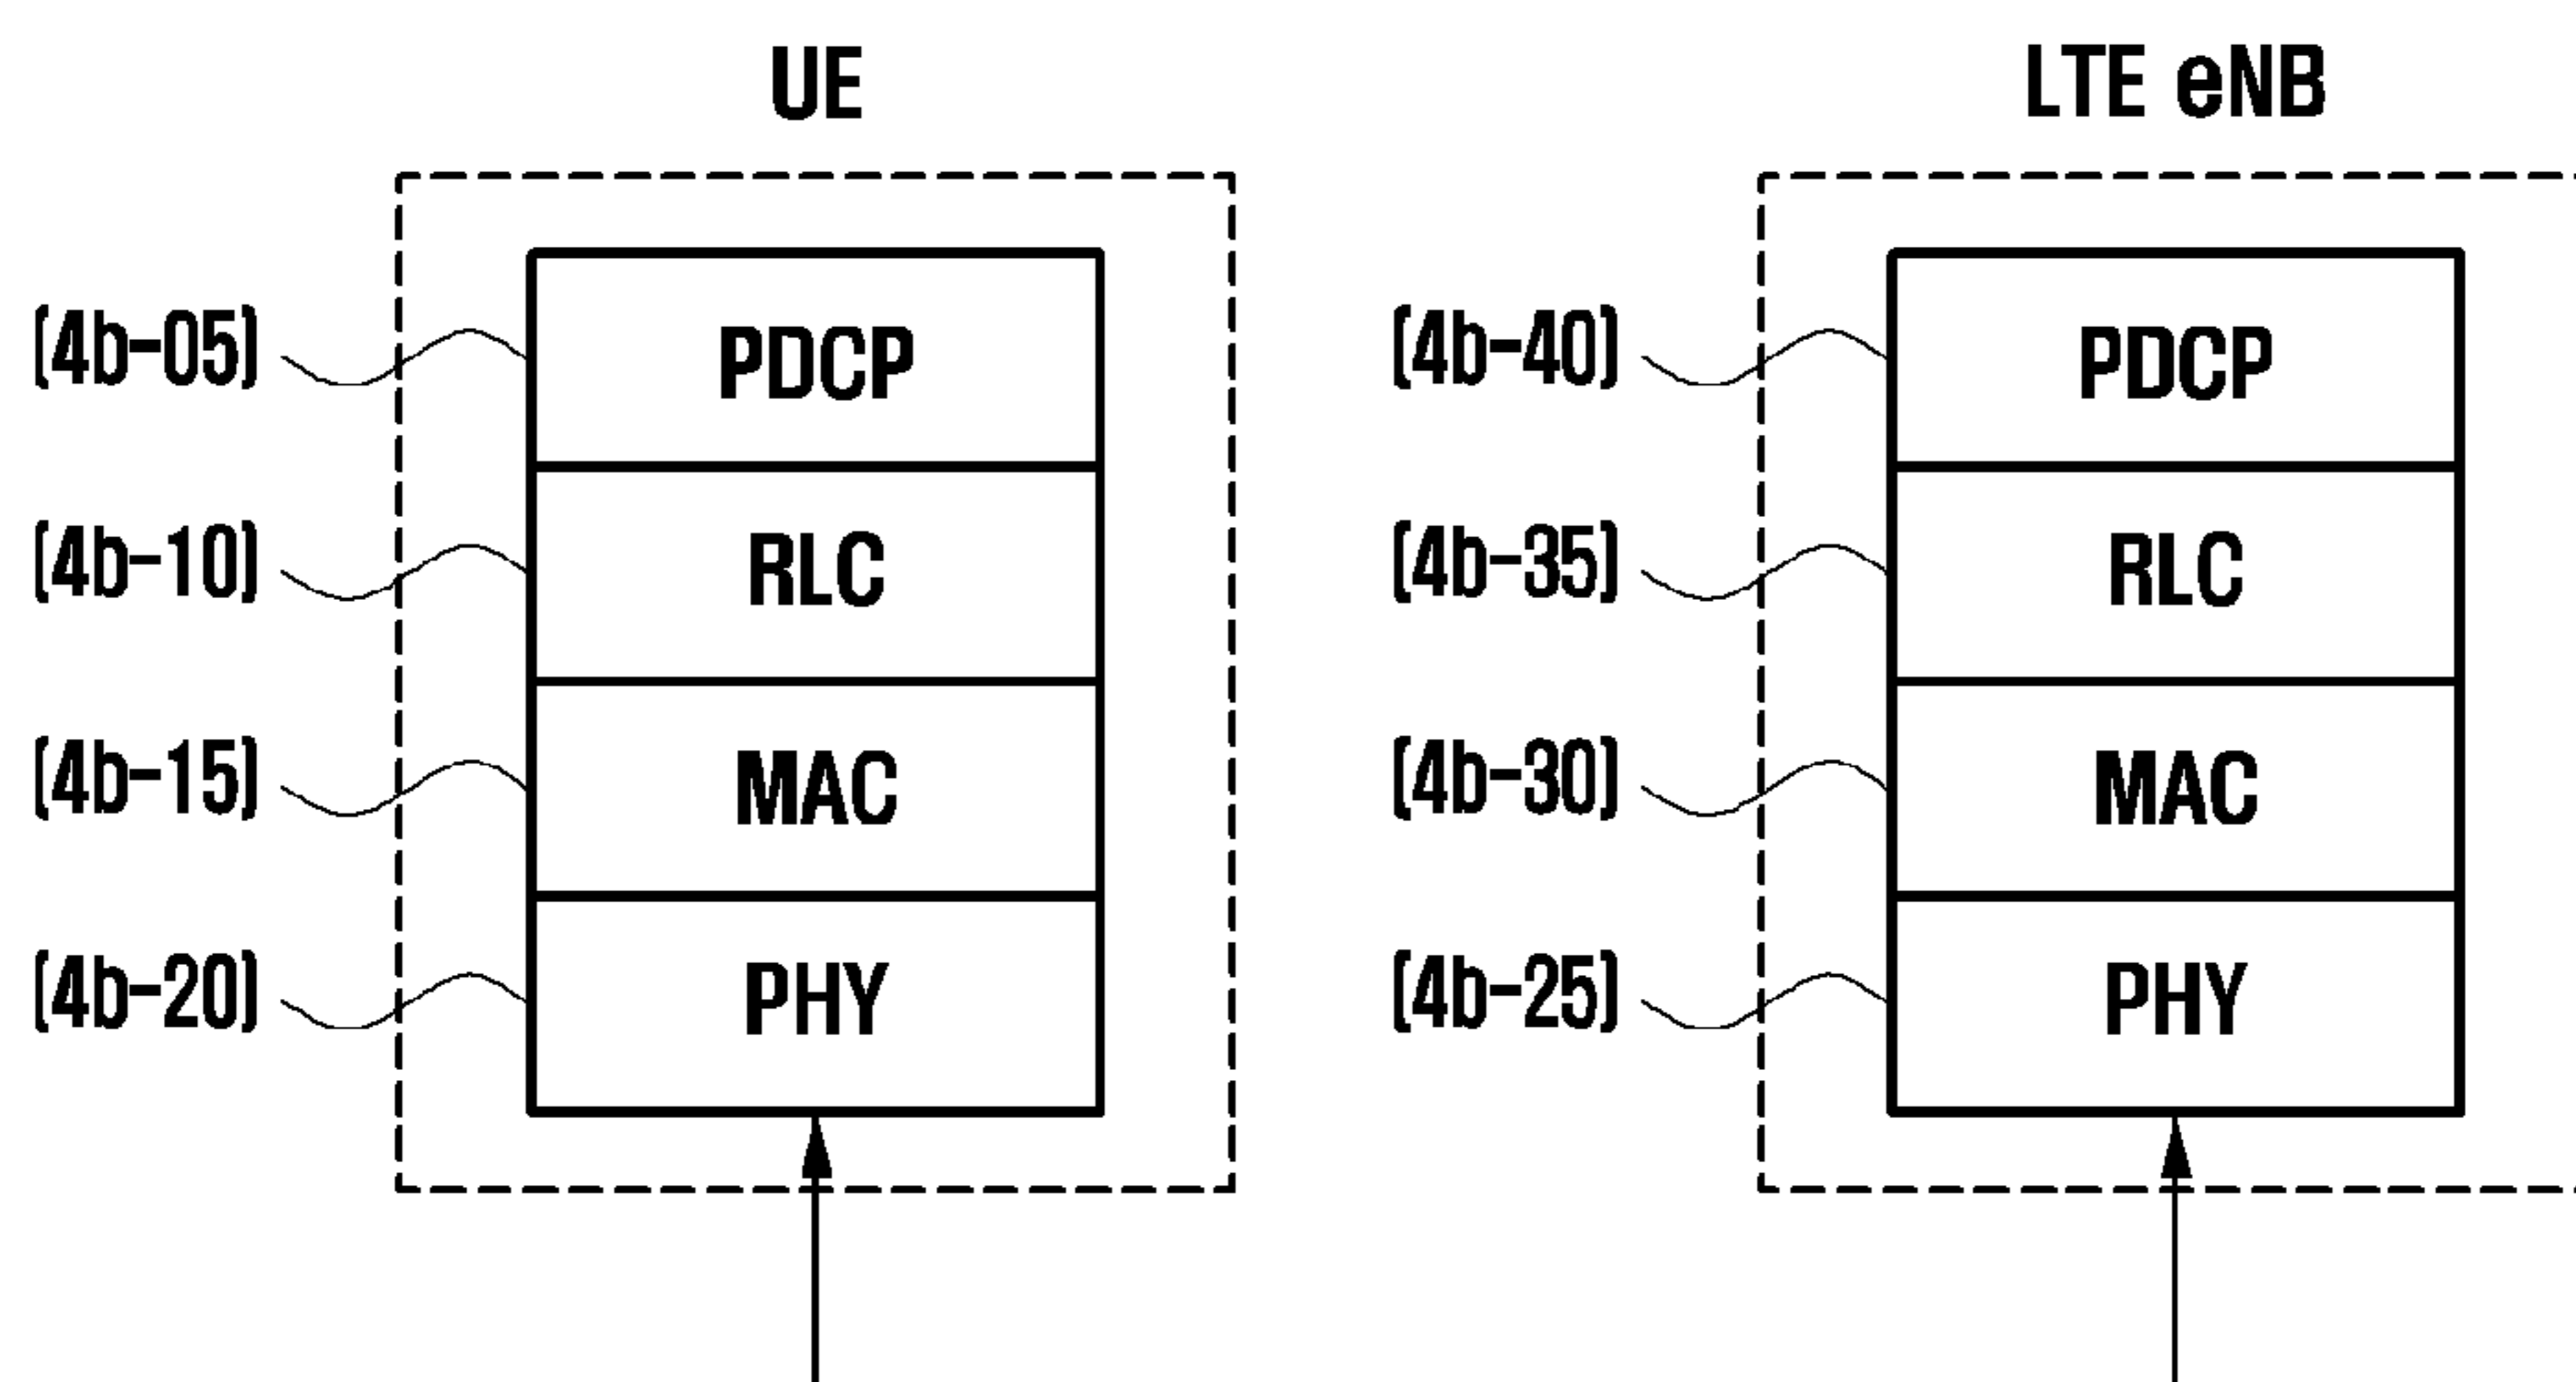 UE
LTE eNB
(4b-05)
PDCP
(4b-40)
PDCP
(4b-10)
RLC
(4b-35)
RLC
(4b-15)
MAC
(4b-30)
MAC
(4b-20)
PHY
(4b-25)
PHY